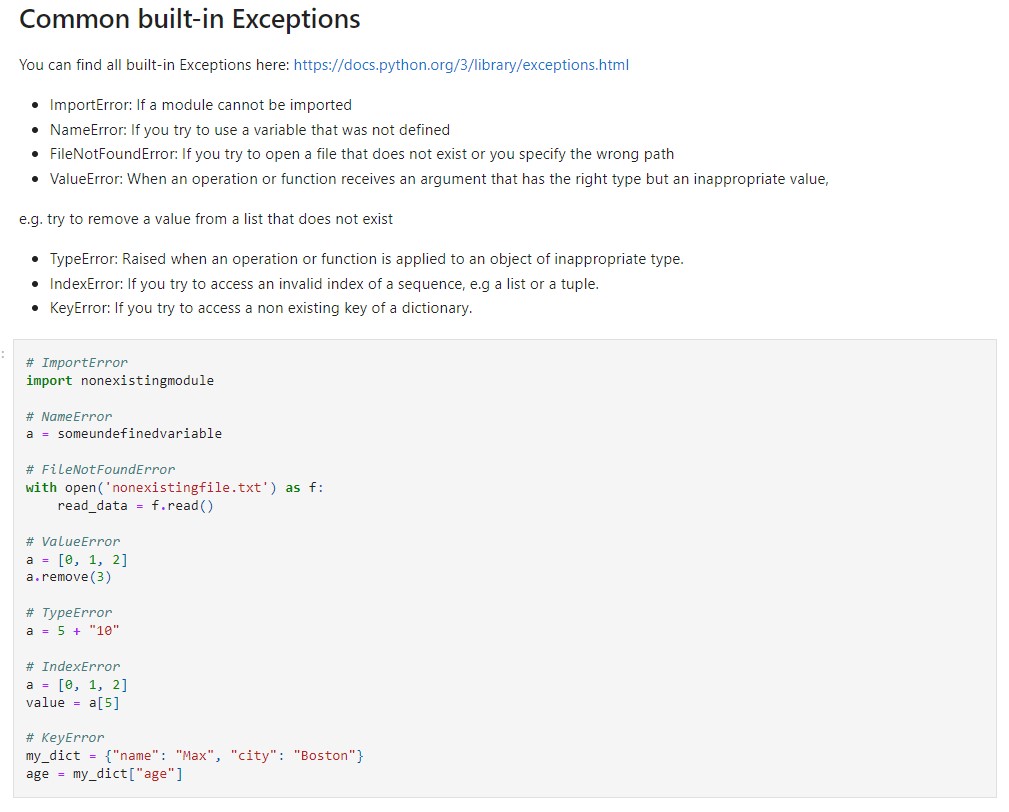 Common built-in Exceptions
You can find all built-in Exceptions here: https://docs.python.org/3/library/exceptions.html
• ImportError: If a module cannot be imported
• NameError: If you try to use a variable that was not defined
• FileNotFoundError: If you try to open a file that does not exist or you specify the wrong path
• ValueError: When an operation or function receives an argument that has the right type but an inappropriate value,
e.g. try to remove a value from a list that does not exist
• TypeError: Raised when an operation or function is applied to an object of inappropriate type.
• IndexError: If you try to access an invalid index of a sequence, e.g a list or a tuple.
• KeyError: If you try to access a non existing key of a dictionary.
:
# ImportError
import nonexistingmodule
# NameError
a = someundefinedvariable
# FileNotFoundError
with open('nonexistingfile.txt') as f:
    read_data = f.read()
# ValueError
a = [0, 1, 2]
a.remove(3)
# TypeError
a = 5 + "10"
# IndexError
a = [0, 1, 2]
value = a[5]
# KeyError
my_dict = {"name": "Max", "city": "Boston"}
age = my_dict["age"]